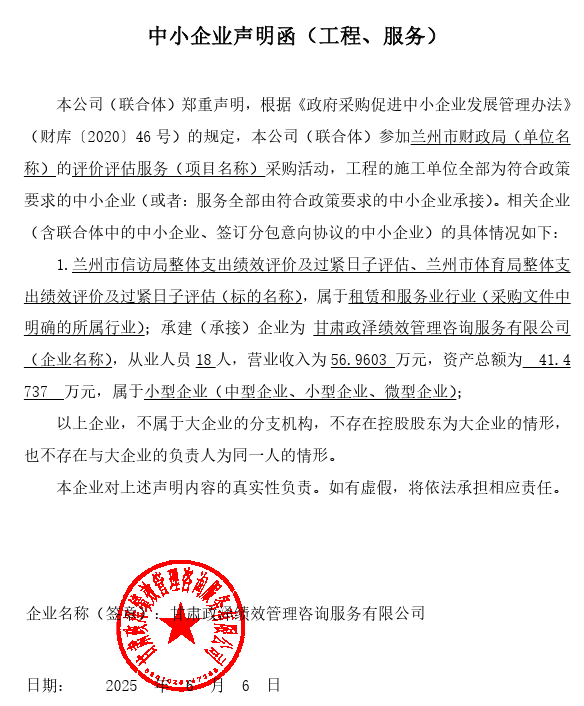 中小企业声明函（工程、服务）
本公司（联合体）郑重声明，根据《政府采购促进中小企业发展管理办法》
（财库〔2020〕46 号）的规定，本公司（联合体）参加兰州市财政局（单位名
称）的评价评估服务（项目名称）采购活动，工程的施工单位全部为符合政策
要求的中小企业（或者：服务全部由符合政策要求的中小企业承接）。相关企业
（含联合体中的中小企业、签订分包意向协议的中小企业）的具体情况如下：
1.兰州市信访局整体支出绩效评价及过紧日子评估、兰州市体育局整体支
出绩效评价及过紧日子评估（标的名称），属于租赁和服务业行业（采购文件中
明确的所属行业）；承建（承接）企业为 甘肃政泽绩效管理咨询服务有限公司
（企业名称），从业人员 18 人，营业收入为 56.9603 万元，资产总额为 41.4
737 万元，属于小型企业（中型企业、小型企业、微型企业）；
以上企业，不属于大企业的分支机构，不存在控股股东为大企业的情形，
也不存在与大企业的负责人为同一人的情形。
本企业对上述声明内容的真实性负责。如有虚假，将依法承担相应责任。
甘肃政泽绩效管理咨询服务有限公司
企业名称（签章）：甘肃政泽绩效管理咨询服务有限公司
日期： 2025 年 6 月 6 日